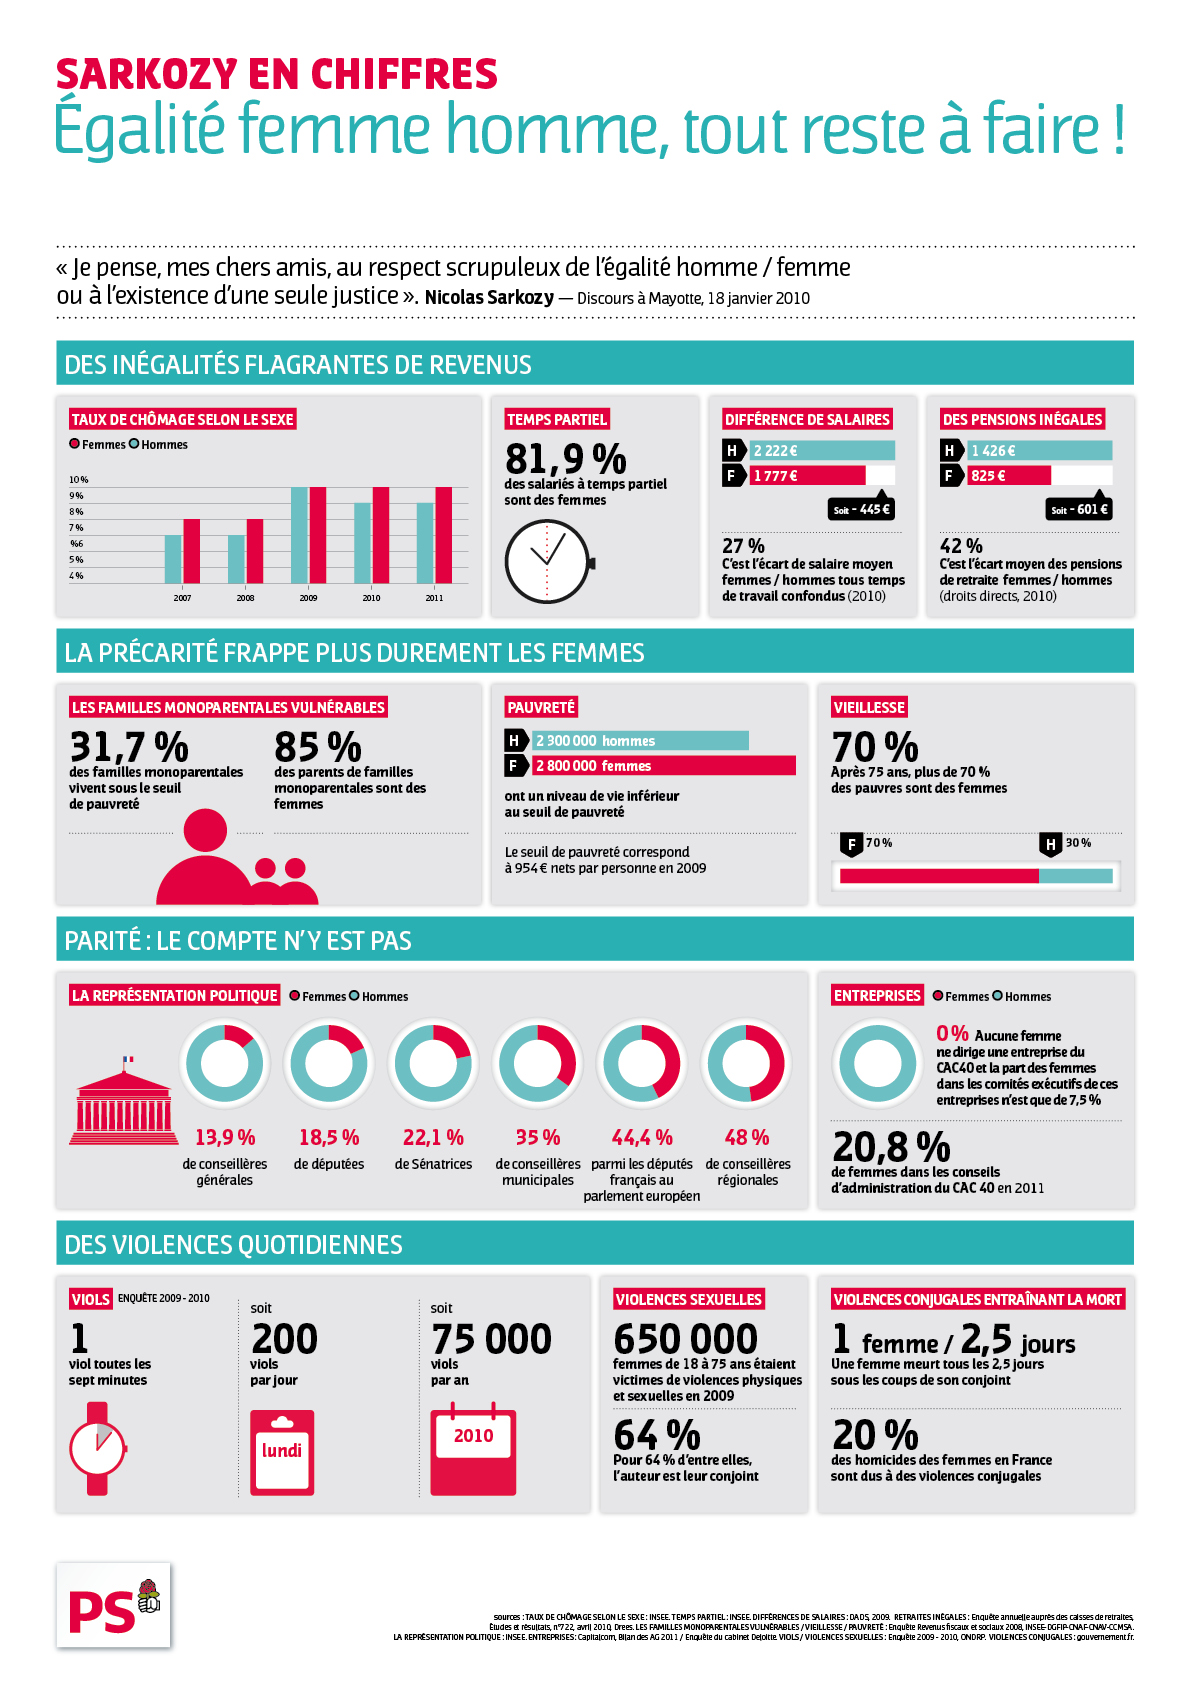 SARKOZY EN CHIFFRES
Égalité femme homme, tout reste à faire !
« Je pense, mes chers amis, au respect scrupuleux de l'égalité homme / femme
ou à l'existence d'une seule justice ». Nicolas Sarkozy — Discours à Mayotte, 18 janvier 2010
DES INÉGALITÉS FLAGRANTES DE REVENUS
TAUX DE CHÔMAGE SELON LE SEXE
Femmes Hommes
10 %
9 %
8 %
7 %
%6
5 %
4 %
2007 2008 2009 2010 2011
TEMPS PARTIEL
81,9 %
des salariés à temps partiel
sont des femmes
DIFFÉRENCE DE SALAIRES
H 2 222 €
F 1 777 €
Soit - 445 €
27 %
C'est l'écart de salaire moyen
femmes / hommes tous temps
de travail confondus (2010)
DES PENSIONS INÉGALES
H 1 426 €
F 825 €
Soit - 601 €
42 %
C'est l'écart moyen des pensions
de retraite femmes / hommes
(droits directs, 2010)
LA PRÉCARITÉ FRAPPE PLUS DUREMENT LES FEMMES
LES FAMILLES MONOPARENTALES VULNÉRABLES
31,7 %
des familles monoparentales
vivent sous le seuil
de pauvreté
85 %
des parents de familles
monoparentales sont des
femmes
PAUVRETÉ
H 2 300 000 hommes
F 2 800 000 femmes
ont un niveau de vie inférieur
au seuil de pauvreté
Le seuil de pauvreté correspond
à 954 € nets par personne en 2009
VIEILLESSE
70 %
Après 75 ans, plus de 70 %
des pauvres sont des femmes
F 70 % H 30 %
PARITÉ : LE COMPTE N'Y EST PAS
LA REPRÉSENTATION POLITIQUE Femmes Hommes
13,9 %
de conseillères
générales
18,5 %
de députées
22,1 %
de Sénatrices
35 %
de conseillères
municipales
44,4 %
parmi les députés
français au
parlement européen
48 %
de conseillères
régionales
ENTREPRISES Femmes Hommes
0 % Aucune femme
ne dirige une entreprise du
CAC40 et la part des femmes
dans les comités exécutifs de ces
entreprises n'est que de 7,5 %
20,8 %
de femmes dans les conseils
d'administration du CAC 40 en 2011
DES VIOLENCES QUOTIDIENNES
VIOLS ENQUÊTE 2009 - 2010
1
viol toutes les
sept minutes
soit
200
viols
par jour
lundi
soit
75 000
viols
par an
2010
VIOLENCES SEXUELLES
650 000
femmes de 18 à 75 ans étaient
victimes de violences physiques
et sexuelles en 2009
64 %
Pour 64 % d'entre elles,
l'auteur est leur conjoint
VIOLENCES CONJUGALES ENTRAÎNANT LA MORT
1 femme / 2,5 jours
Une femme meurt tous les 2,5 jours
sous les coups de son conjoint
20 %
des homicides des femmes en France
sont dus à des violences conjugales
PS
sources : TAUX DE CHÔMAGE SELON LE SEXE : INSEE. TEMPS PARTIEL : INSEE. DIFFÉRENCES DE SALAIRES : DADS, 2009. RETRAITES INÉGALES : Enquête annuelle auprès des caisses de retraites,
Études et résultats, n°722, avril 2010, Drees. LES FAMILLES MONOPARENTALES VULNÉRABLES / VIEILLESSE / PAUVRETÉ : Enquête Revenus fiscaux et sociaux 2008, INSEE-DGFIP-CNAF-CNAV-CCMSA.
LA REPRÉSENTATION POLITIQUE : INSEE. ENTREPRISES : Capital.com, Bilan des AG 2011 / Enquête du cabinet Deloitte. VIOLS / VIOLENCES SEXUELLES : Enquête 2009 - 2010, ONDRP. VIOLENCES CONJUGALES : gouvernement.fr.